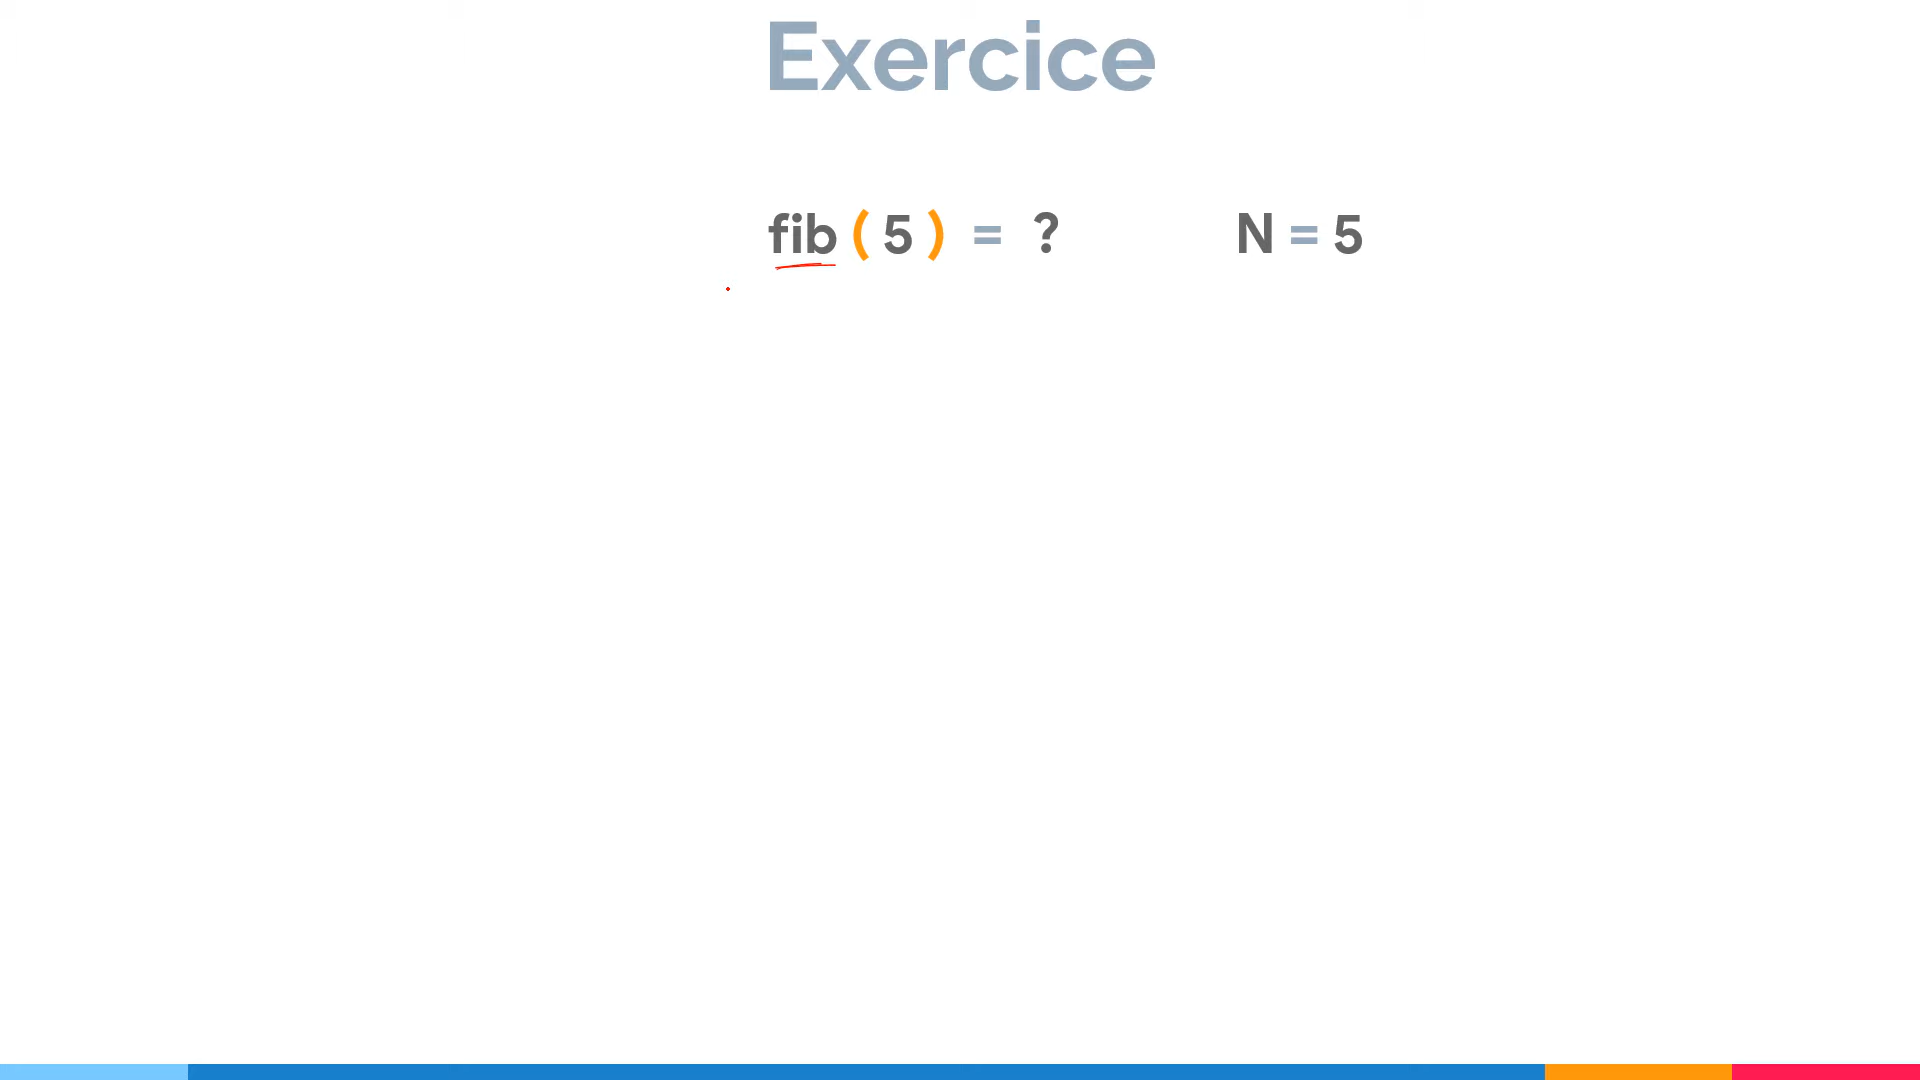 Exercice
fib ( 5 ) = ? N = 5